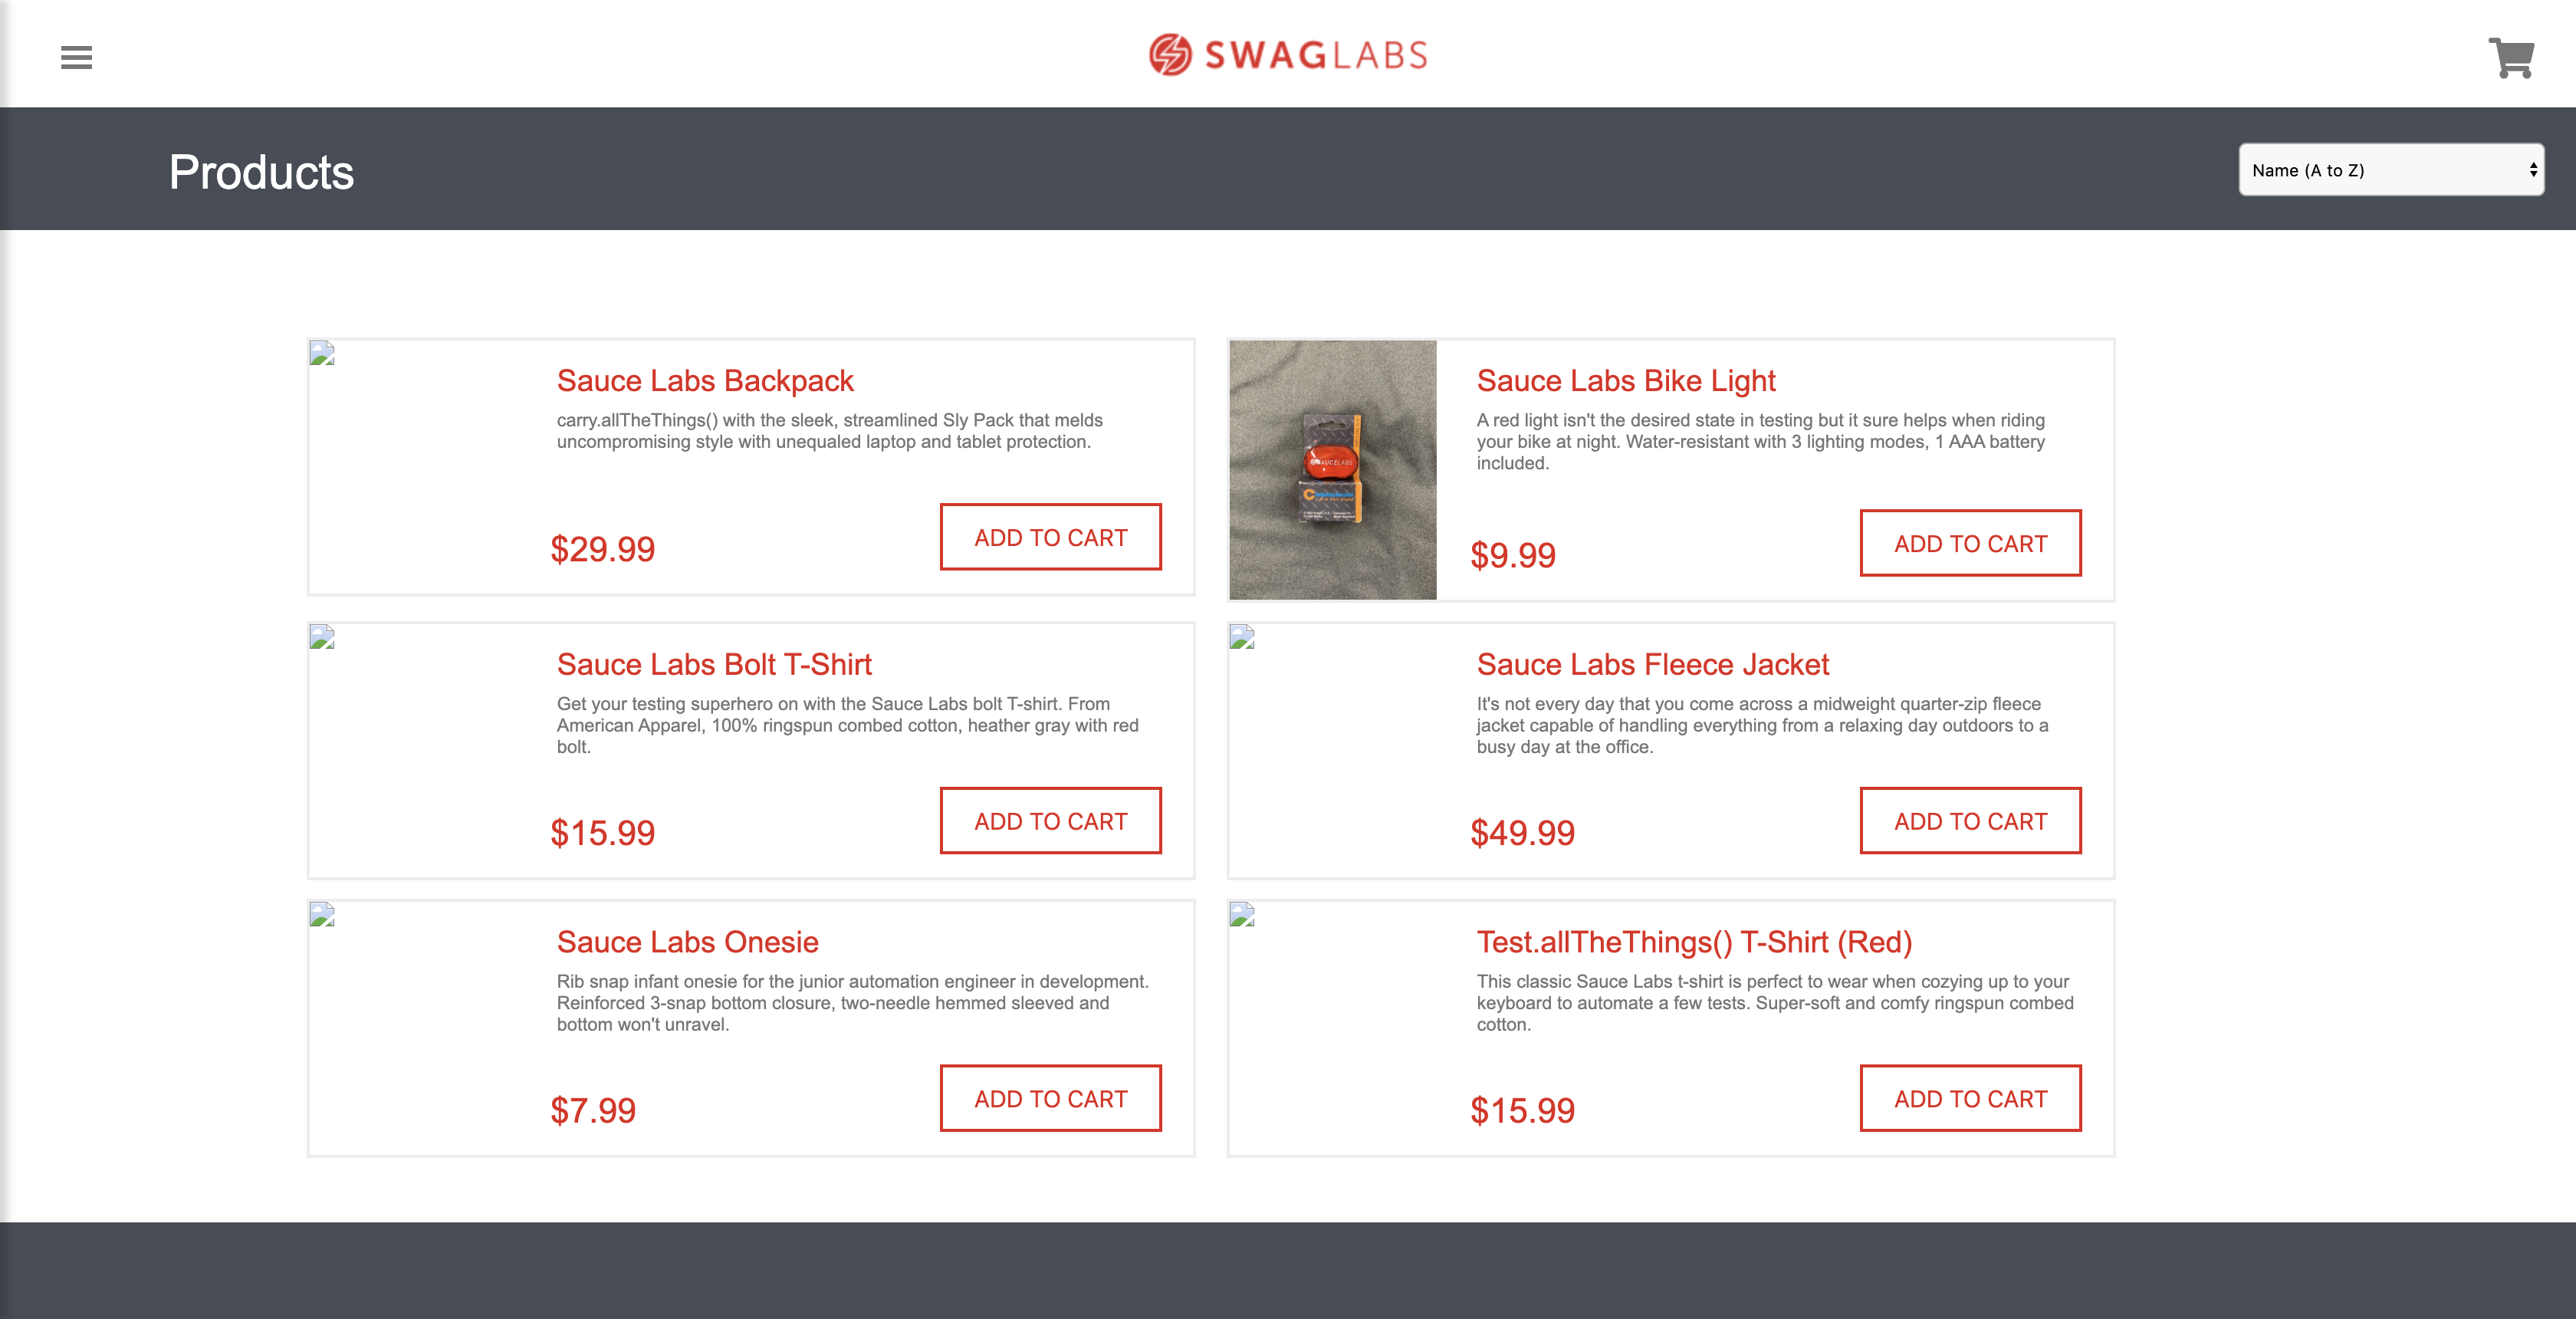 SWAGLABS
Products
Name (A to Z)
Sauce Labs Backpack
carry.allTheThings() with the sleek, streamlined Sly Pack that melds
uncompromising style with unequaled laptop and tablet protection.
$29.99
ADD TO CART
Sauce Labs Bike Light
A red light isn't the desired state in testing but it sure helps when riding
your bike at night. Water-resistant with 3 lighting modes, 1 AAA battery
included.
$9.99
ADD TO CART
Sauce Labs Bolt T-Shirt
Get your testing superhero on with the Sauce Labs bolt T-shirt. From
American Apparel, 100% ringspun combed cotton, heather gray with red
bolt.
$15.99
ADD TO CART
Sauce Labs Fleece Jacket
It's not every day that you come across a midweight quarter-zip fleece
jacket capable of handling everything from a relaxing day outdoors to a
busy day at the office.
$49.99
ADD TO CART
Sauce Labs Onesie
Rib snap infant onesie for the junior automation engineer in development.
Reinforced 3-snap bottom closure, two-needle hemmed sleeved and
bottom won't unravel.
$7.99
ADD TO CART
Test.allTheThings() T-Shirt (Red)
This classic Sauce Labs t-shirt is perfect to wear when cozying up to your
keyboard to automate a few tests. Super-soft and comfy ringspun combed
cotton.
$15.99
ADD TO CART